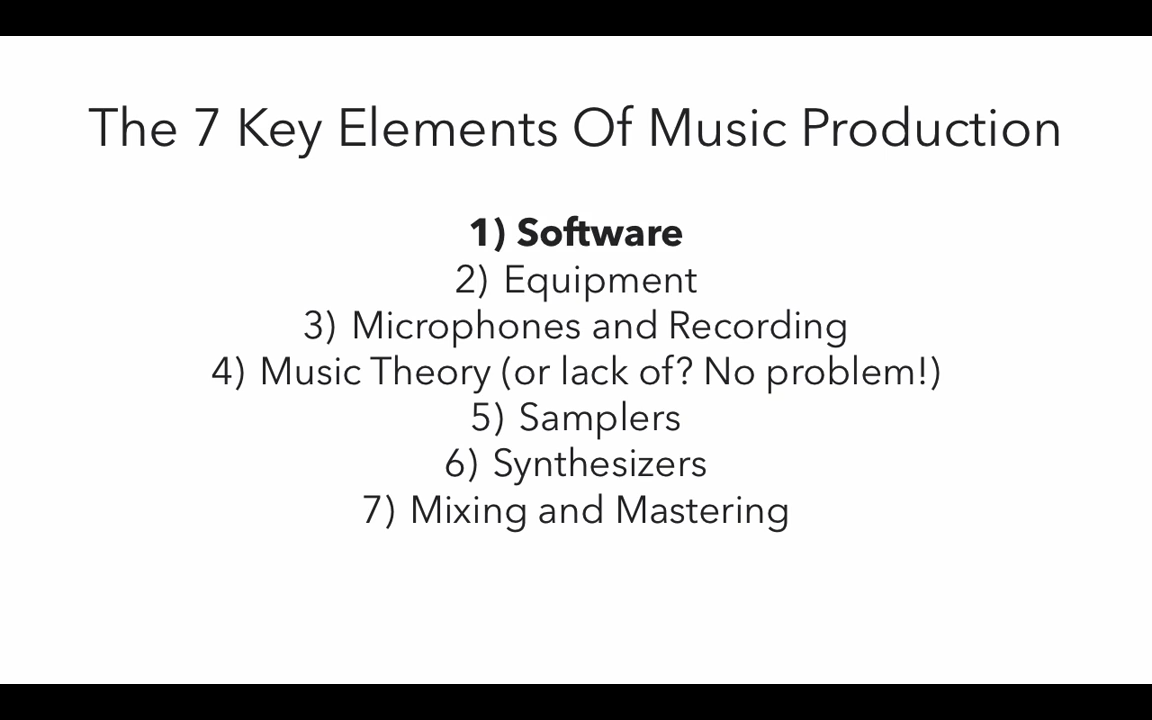 The 7 Key Elements Of Music Production
1) Software
2) Equipment
3) Microphones and Recording
4) Music Theory (or lack of? No problem!)
5) Samplers
6) Synthesizers
7) Mixing and Mastering